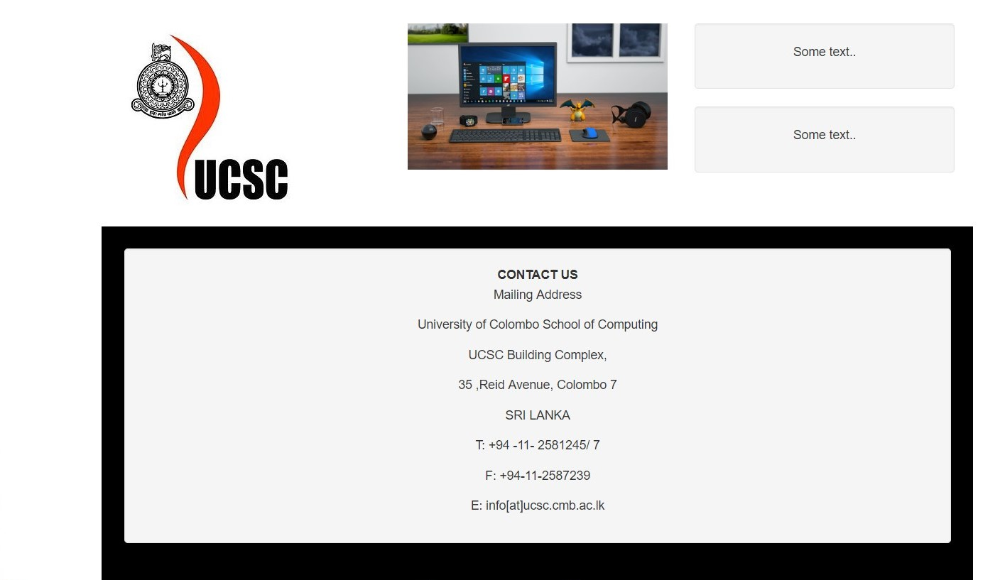 UCSC
Some text..
Some text..
CONTACT US
Mailing Address
University of Colombo School of Computing
UCSC Building Complex,
35 ,Reid Avenue, Colombo 7
SRI LANKA
T: +94 -11- 2581245/ 7
F: +94-11-2587239
E: info[at]ucsc.cmb.ac.lk